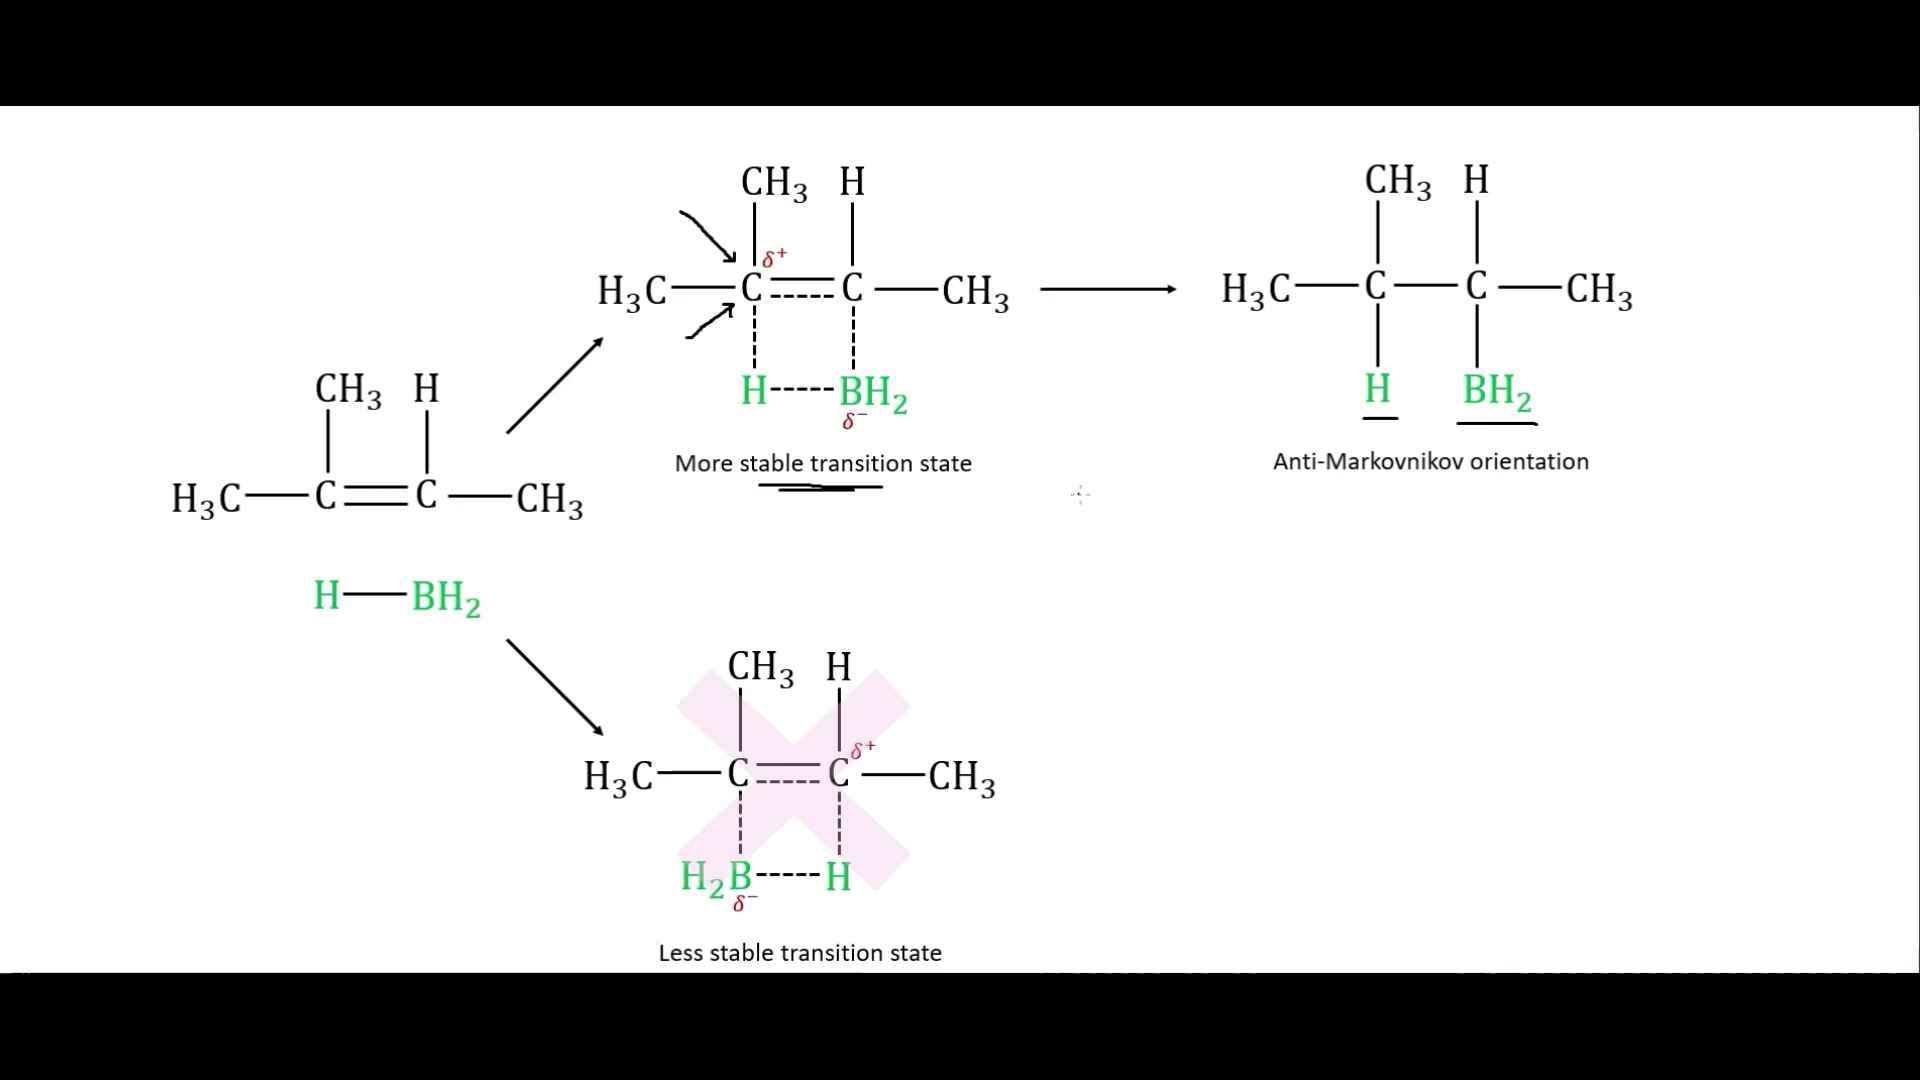 CH₃ H
δ⁺
H₃C C C CH₃
H BH₂
δ⁻
More stable transition state
CH₃ H
H₃C C C CH₃
H BH₂
Anti-Markovnikov orientation
CH₃ H
H₃C C C CH₃
H BH₂
CH₃ H
δ⁺
H₃C C C CH₃
H₂B H
δ⁻
Less stable transition state